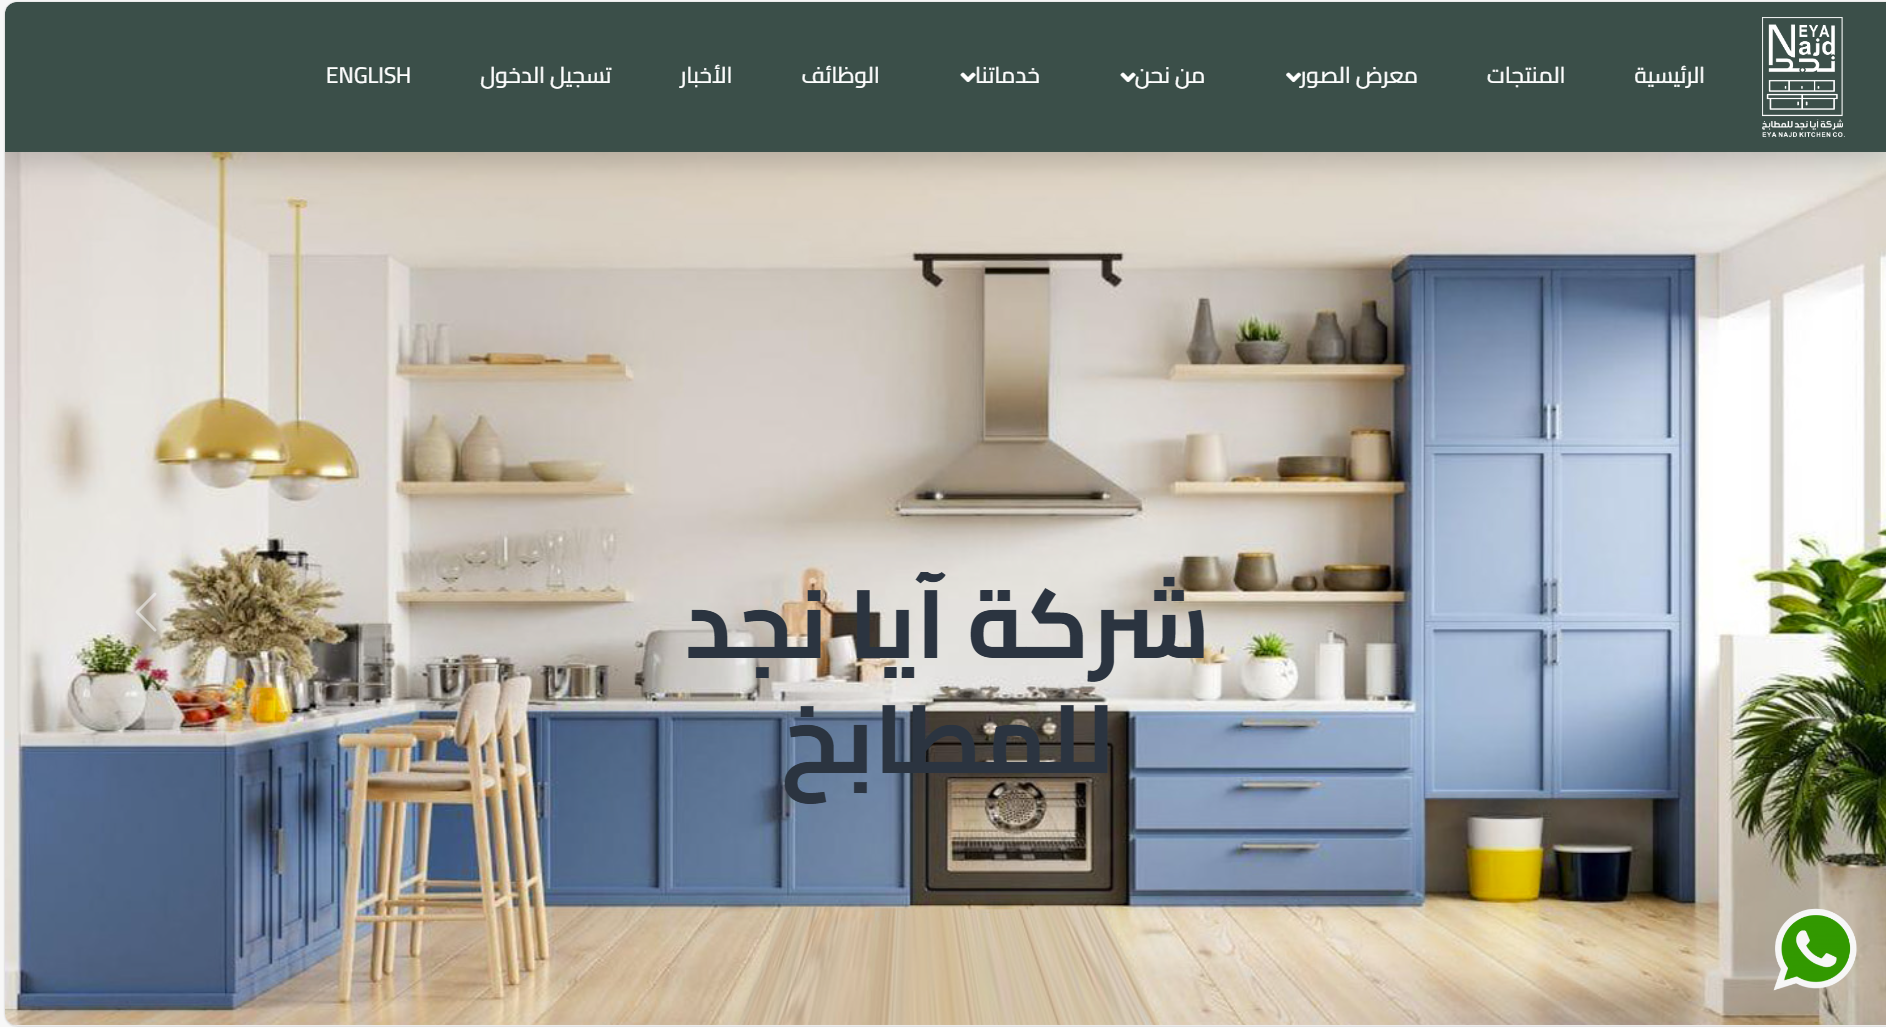 EYA
Najd
نجد
شركة ايا نجد للمطابخ
EYA NAJD KITCHEN CO.
الرئيسية
المنتجات
معرض الصور
من نحن
خدماتنا
الوظائف
الأخبار
تسجيل الدخول
ENGLISH
شركة آيا نجد
للمطابخ